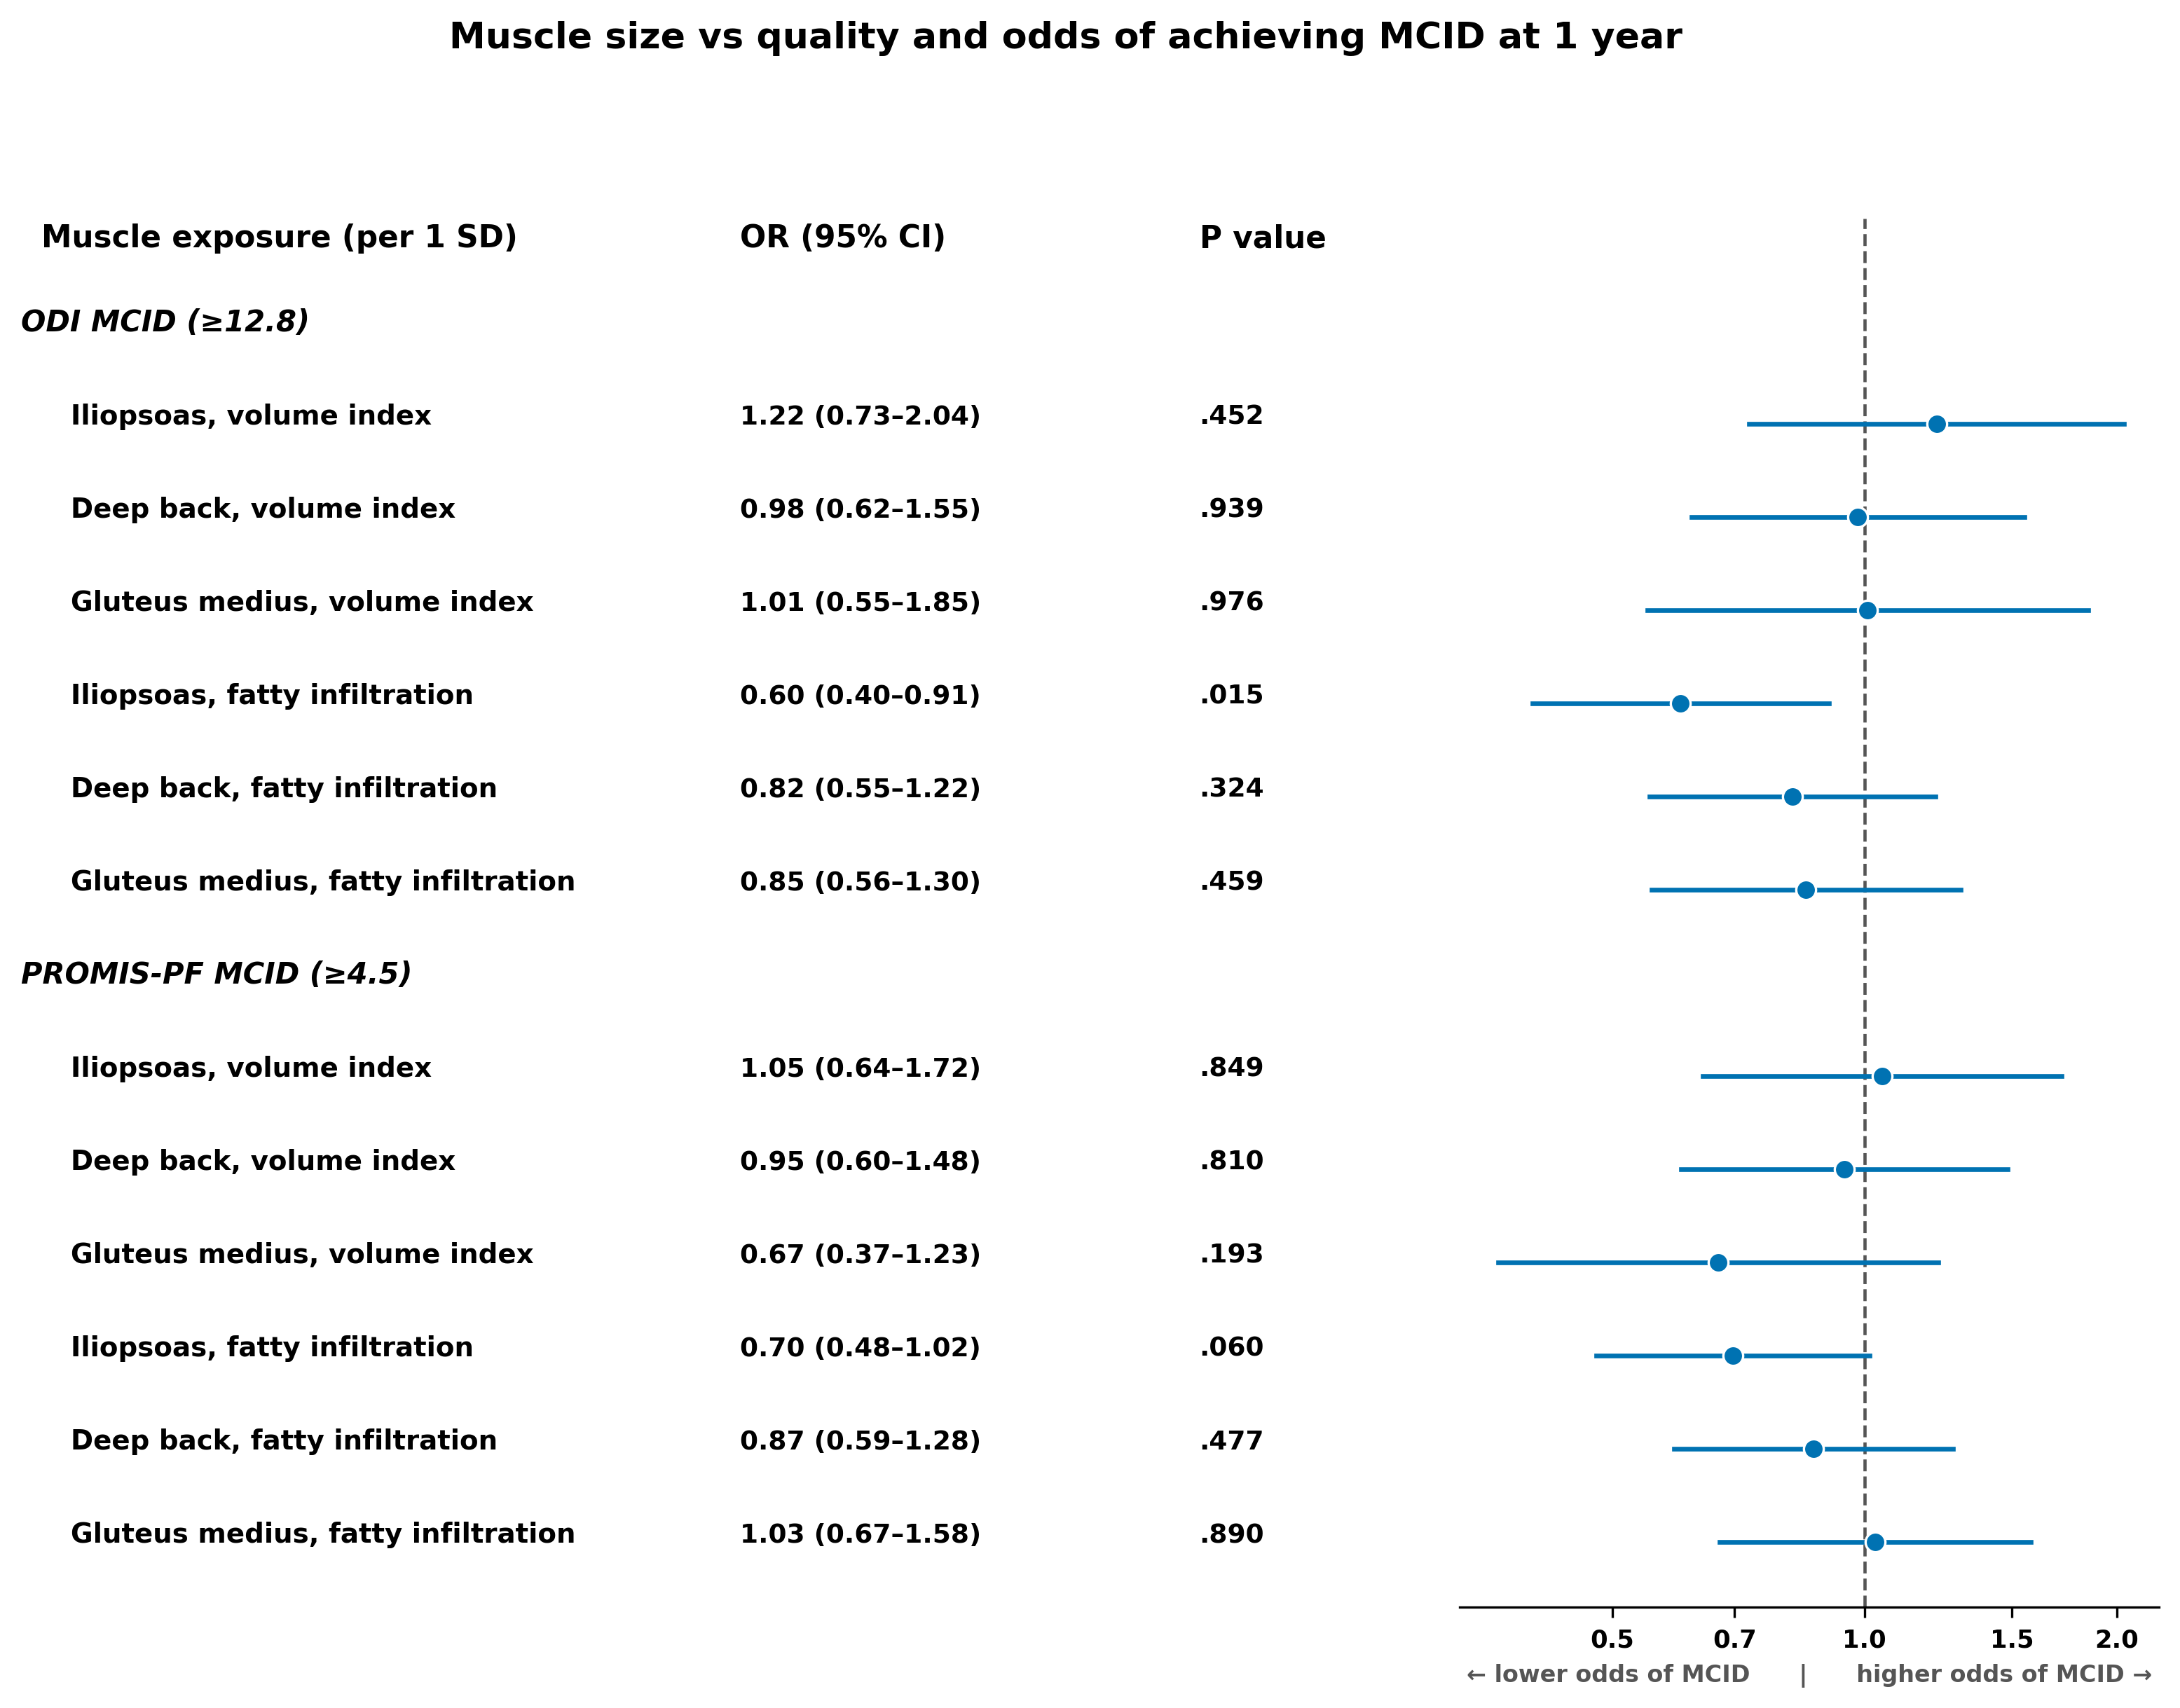 Muscle size vs quality and odds of achieving MCID at 1 year
Muscle exposure (per 1 SD) OR (95% CI) P value
ODI MCID (≥12.8)
Iliopsoas, volume index 1.22 (0.73–2.04) .452
Deep back, volume index 0.98 (0.62–1.55) .939
Gluteus medius, volume index 1.01 (0.55–1.85) .976
Iliopsoas, fatty infiltration 0.60 (0.40–0.91) .015
Deep back, fatty infiltration 0.82 (0.55–1.22) .324
Gluteus medius, fatty infiltration 0.85 (0.56–1.30) .459
PROMIS-PF MCID (≥4.5)
Iliopsoas, volume index 1.05 (0.64–1.72) .849
Deep back, volume index 0.95 (0.60–1.48) .810
Gluteus medius, volume index 0.67 (0.37–1.23) .193
Iliopsoas, fatty infiltration 0.70 (0.48–1.02) .060
Deep back, fatty infiltration 0.87 (0.59–1.28) .477
Gluteus medius, fatty infiltration 1.03 (0.67–1.58) .890
0.5 0.7 1.0 1.5 2.0
← lower odds of MCID | higher odds of MCID →